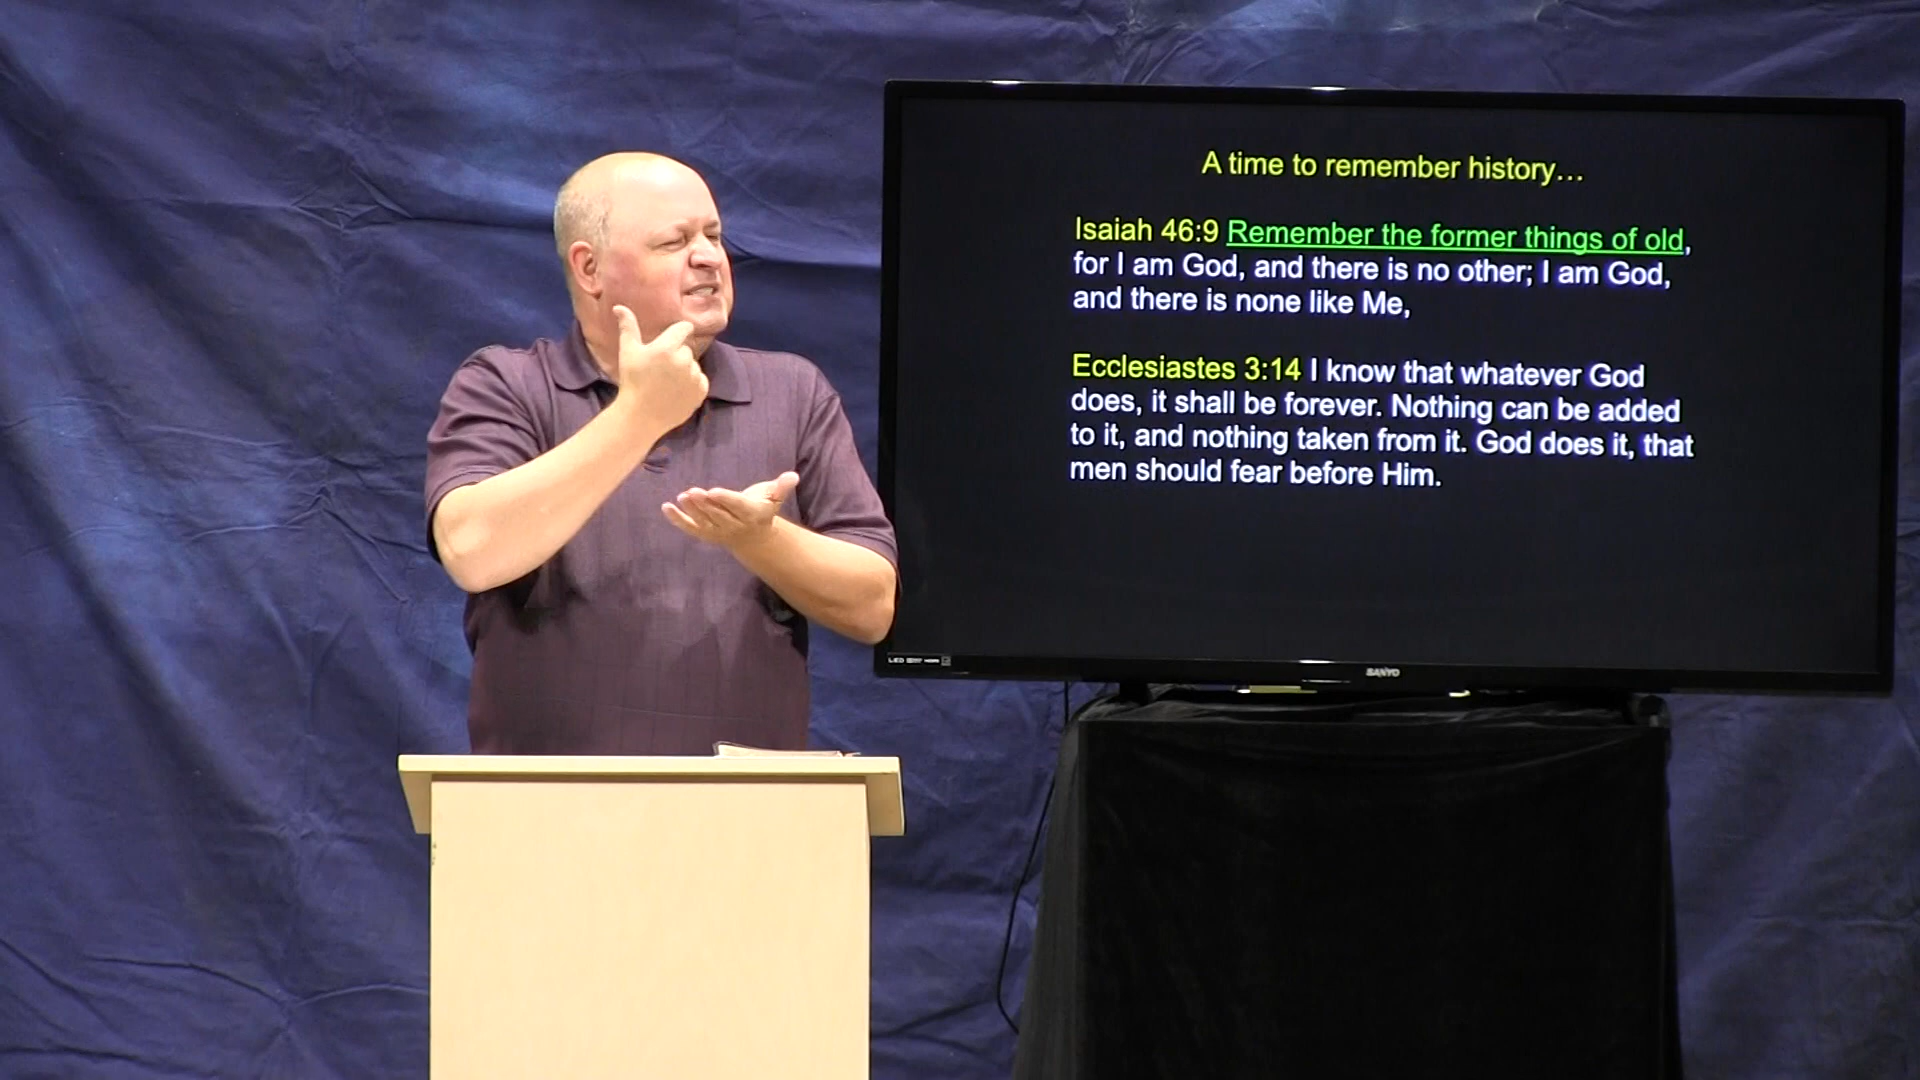 A time to remember history…
Isaiah 46:9 Remember the former things of old,
for I am God, and there is no other; I am God,
and there is none like Me,
Ecclesiastes 3:14 I know that whatever God
does, it shall be forever. Nothing can be added
to it, and nothing taken from it. God does it, that
men should fear before Him.
LED
SANYO